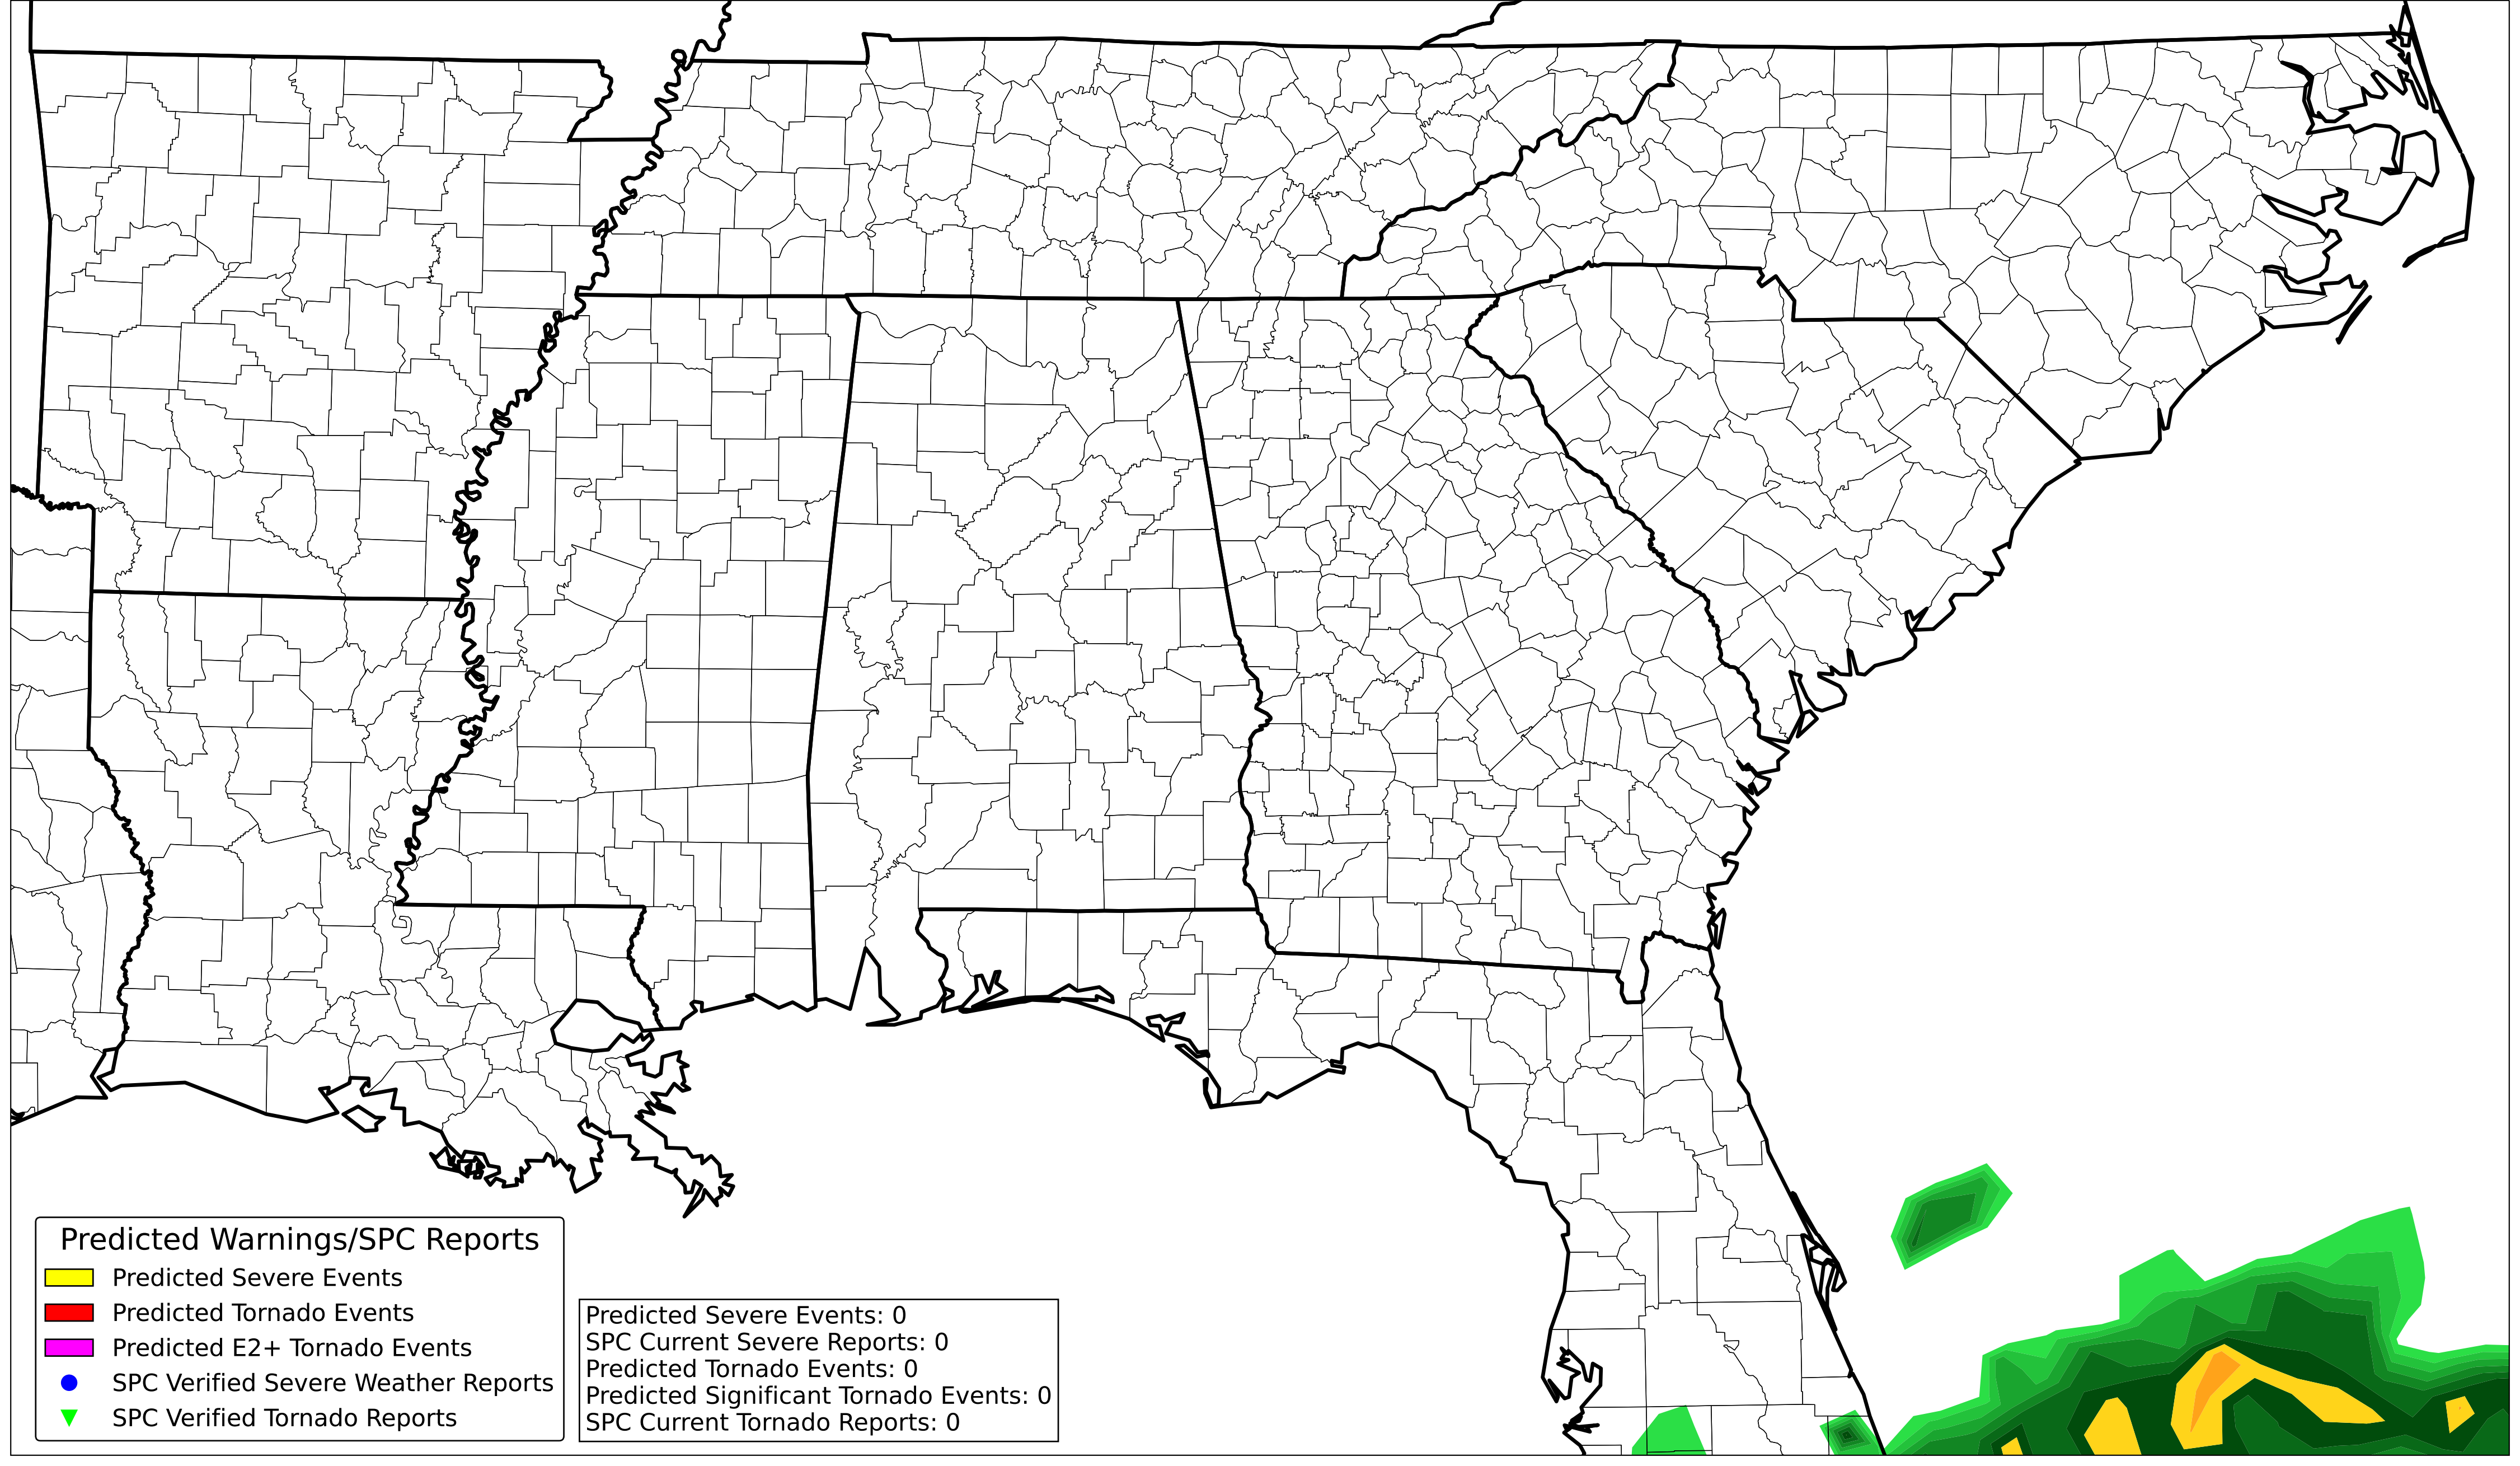 Predicted Warnings/SPC Reports
Predicted Severe Events
Predicted Tornado Events
Predicted E2+ Tornado Events
SPC Verified Severe Weather Reports
SPC Verified Tornado Reports
Predicted Severe Events: 0
SPC Current Severe Reports: 0
Predicted Tornado Events: 0
Predicted Significant Tornado Events: 0
SPC Current Tornado Reports: 0